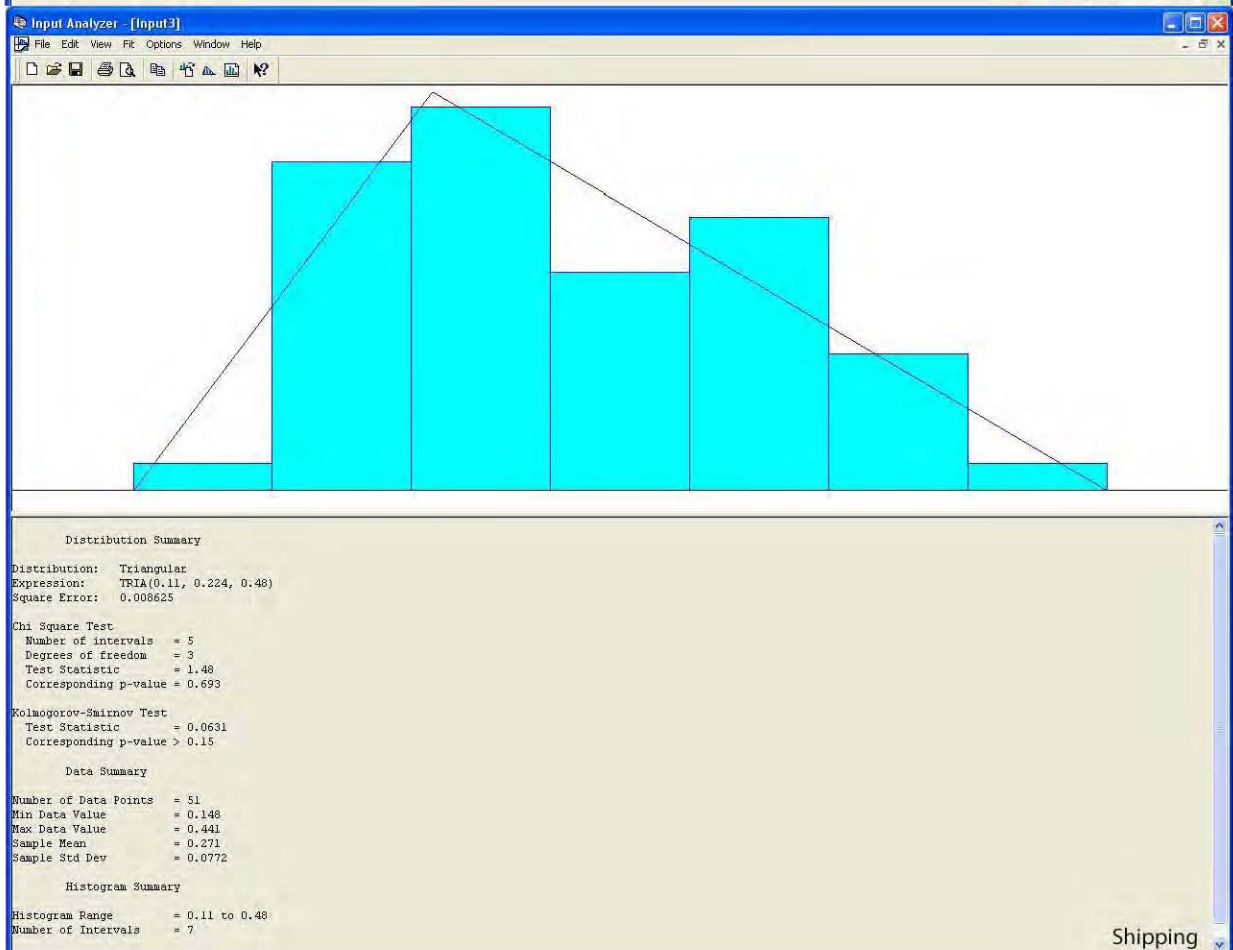 Input Analyzer - [Input3]
File Edit View Fit Options Window Help
Distribution Summary
Distribution: Triangular
Expression: TRIA(0.11, 0.224, 0.48)
Square Error: 0.008625
Chi Square Test
Number of intervals = 5
Degrees of freedom = 3
Test Statistic = 1.48
Corresponding p-value = 0.693
Kolmogorov-Smirnov Test
Test Statistic = 0.0631
Corresponding p-value > 0.15
Data Summary
Number of Data Points = 51
Min Data Value = 0.148
Max Data Value = 0.441
Sample Mean = 0.271
Sample Std Dev = 0.0772
Histogram Summary
Histogram Range = 0.11 to 0.48
Number of Intervals = 7
Shipping